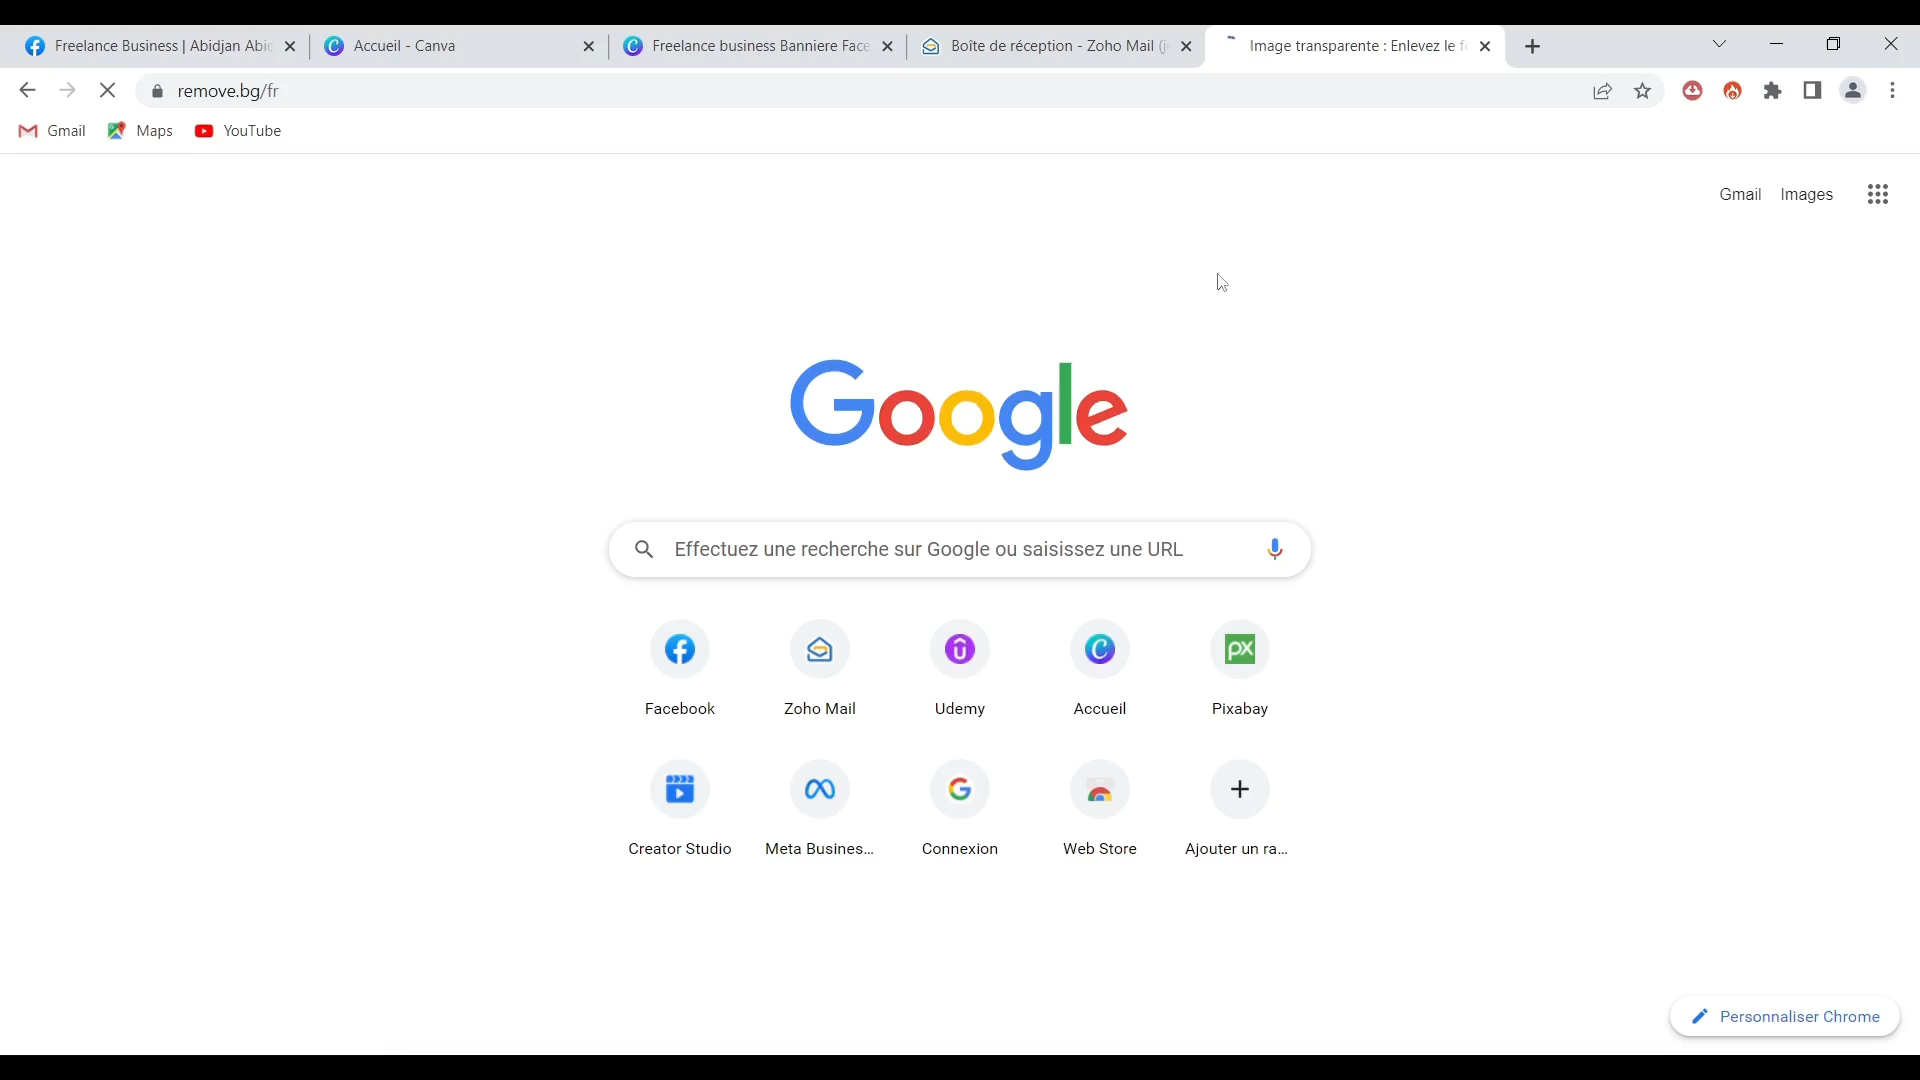 Freelance Business | Abidjan Abid
Accueil - Canva
Freelance business Banniere Face
Boîte de réception - Zoho Mail (j
Image transparente : Enlevez le fo
remove.bg/fr
Gmail
Maps
YouTube
Gmail
Images
Google
Effectuez une recherche sur Google ou saisissez une URL
Facebook
Zoho Mail
Udemy
Accueil
Pixabay
Creator Studio
Meta Busines...
Connexion
Web Store
Ajouter un ra...
Personnaliser Chrome